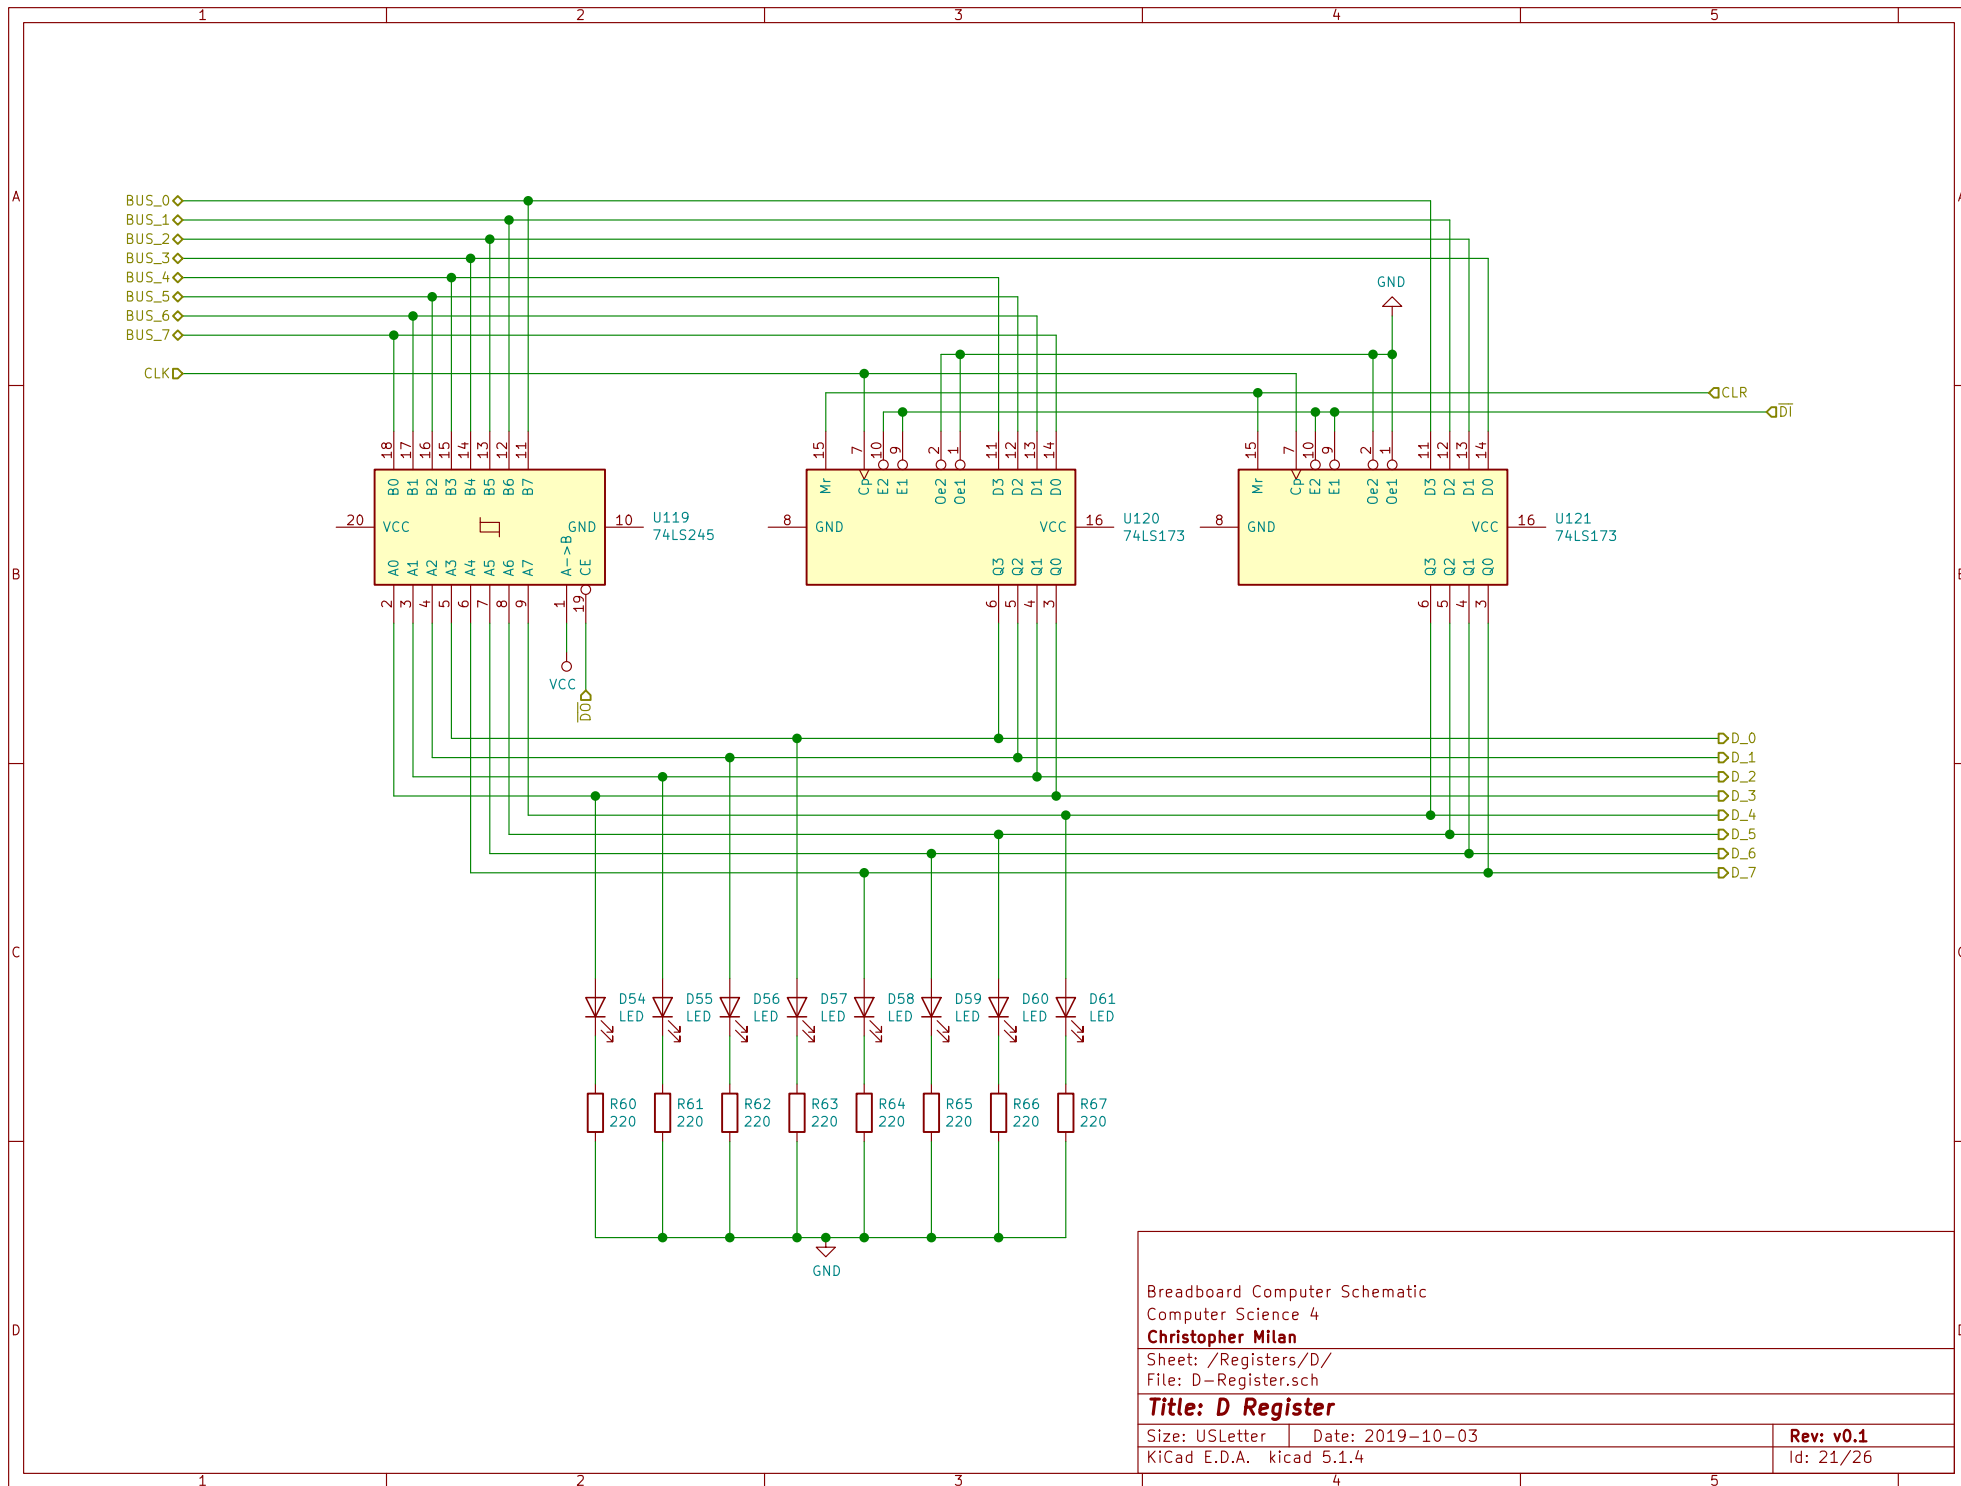 1 2 3 4 5
A
BUS_0
BUS_1
BUS_2
BUS_3
BUS_4
BUS_5
BUS_6
BUS_7
GND
CLK
CLR
DI
18 17 16 15 14 13 12 11
15 7 10 9 2 1 11 12 13 14
15 7 10 9 2 1 11 12 13 14
B0 B1 B2 B3 B4 B5 B6 B7
Mr Cp E2 E1 Oe2 Oe1 D3 D2 D1 D0
Mr Cp E2 E1 Oe2 Oe1 D3 D2 D1 D0
20 VCC GND 10
U119
74LS245
8 GND VCC 16
U120
74LS173
8 GND VCC 16
U121
74LS173
B
A0 A1 A2 A3 A4 A5 A6 A7 A->B CE
Q3 Q2 Q1 Q0
Q3 Q2 Q1 Q0
2 3 4 5 6 7 8 9 1 19
6 5 4 3
6 5 4 3
VCC
DO
D_0
D_1
D_2
D_3
D_4
D_5
D_6
D_7
C
D54 D55 D56 D57 D58 D59 D60 D61
LED LED LED LED LED LED LED LED
R60 R61 R62 R63 R64 R65 R66 R67
220 220 220 220 220 220 220 220
GND
D
Breadboard Computer Schematic
Computer Science 4
Christopher Milan
Sheet: /Registers/D/
File: D-Register.sch
Title: D Register
Size: USLetter Date: 2019-10-03 Rev: v0.1
KiCad E.D.A. kicad 5.1.4 Id: 21/26
1 2 3 4 5